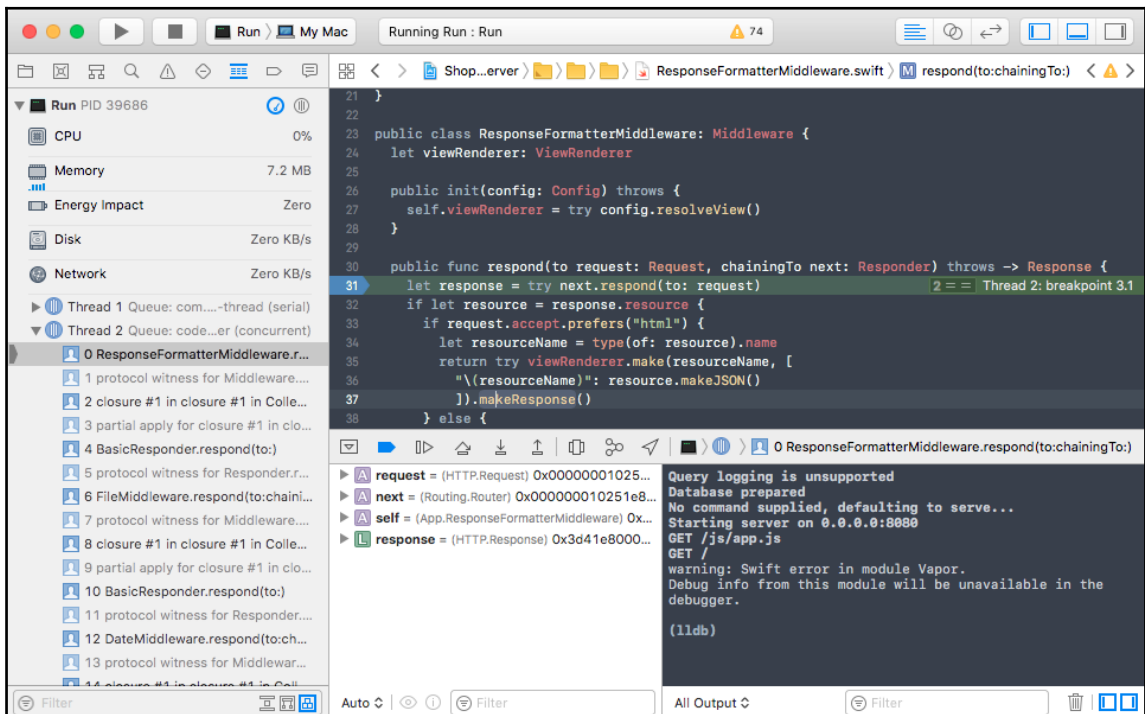 Run My Mac Running Run : Run 74
Shop...erver ResponseFormatterMiddleware.swift M respond(to:chainingTo:)
Run PID 39686
CPU 0%
Memory 7.2 MB
Energy Impact Zero
Disk Zero KB/s
Network Zero KB/s
Thread 1 Queue: com....-thread (serial)
Thread 2 Queue: code...er (concurrent)
0 ResponseFormatterMiddleware.r...
1 protocol witness for Middleware....
2 closure #1 in closure #1 in Colle...
3 partial apply for closure #1 in clo...
4 BasicResponder.respond(to:)
5 protocol witness for Responder.r...
6 FileMiddleware.respond(to:chaini...
7 protocol witness for Middleware....
8 closure #1 in closure #1 in Colle...
9 partial apply for closure #1 in clo...
10 BasicResponder.respond(to:)
11 protocol witness for Responder....
12 DateMiddleware.respond(to:ch...
13 protocol witness for Middlewar...
14 closure #1 in closure #1 in Coll...
Filter
21 }
22
23 public class ResponseFormatterMiddleware: Middleware {
24 let viewRenderer: ViewRenderer
25
26 public init(config: Config) throws {
27 self.viewRenderer = try config.resolveView()
28 }
29
30 public func respond(to request: Request, chainingTo next: Responder) throws -> Response {
31 let response = try next.respond(to: request) 2 == Thread 2: breakpoint 3.1
32 if let resource = response.resource {
33 if request.accept.prefers("html") {
34 let resourceName = type(of: resource).name
35 return try viewRenderer.make(resourceName, [
36 "\(resourceName)": resource.makeJSON()
37 ]).makeResponse()
38 } else {
0 ResponseFormatterMiddleware.respond(to:chainingTo:)
A request = (HTTP.Request) 0x00000001025...
A next = (Routing.Router) 0x000000010251e8...
A self = (App.ResponseFormatterMiddleware) 0x...
L response = (HTTP.Response) 0x3d41e8000...
Auto Filter
Query logging is unsupported
Database prepared
No command supplied, defaulting to serve...
Starting server on 0.0.0.0:8080
GET /js/app.js
GET /
warning: Swift error in module Vapor.
Debug info from this module will be unavailable in the
debugger.
(lldb)
All Output Filter